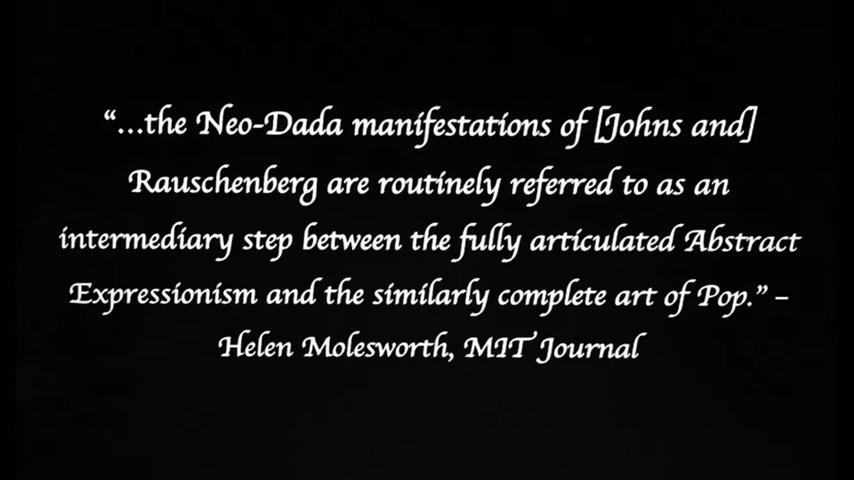 “...the Neo-Dada manifestations of [Johns and]
Rauschenberg are routinely referred to as an
intermediary step between the fully articulated Abstract
Expressionism and the similarly complete art of Pop.” –
Helen Molesworth, MIT Journal